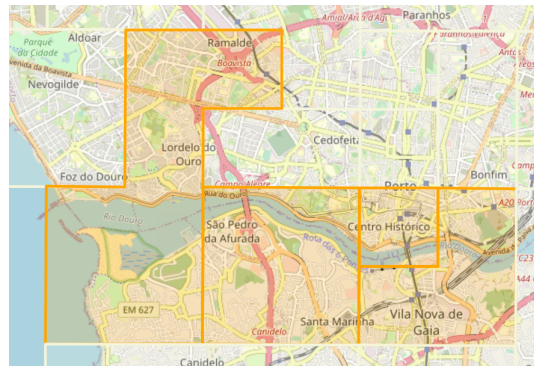 Paranhos
Aldoar
Ramalde
Parque
da Cidade
Boavista
Avenida da Boavista
Nevogilde
Cedofeita
Lordelo do
Ouro
Foz do Douro
Campo Alegre
Porto
Bonfim
Rua do Ouro
A20
Rio Douro
São Pedro
da Afurada
Centro Histórico
EM 627
Canidelo
Santa Marinha
Vila Nova de
Gaia
A44
Canidelo